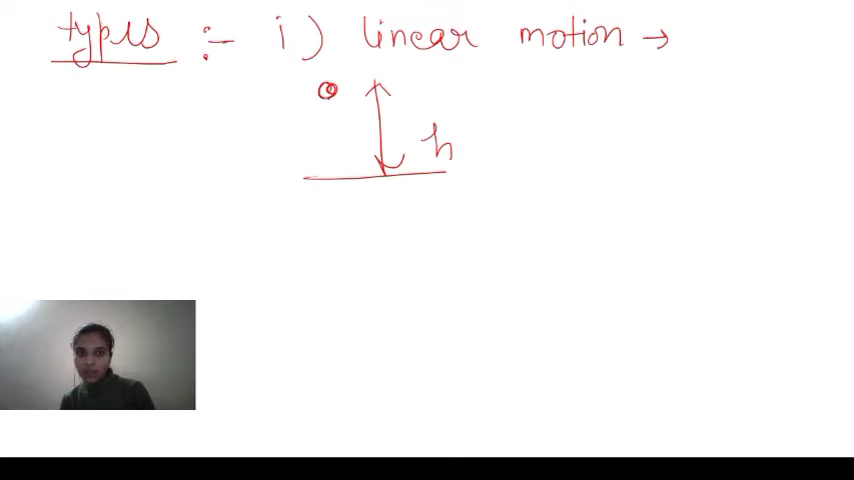 types :- i) linear motion →
h